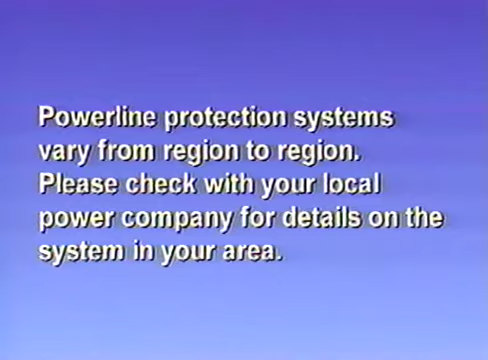 Powerline protection systems
vary from region to region.
Please check with your local
power company for details on the
system in your area.